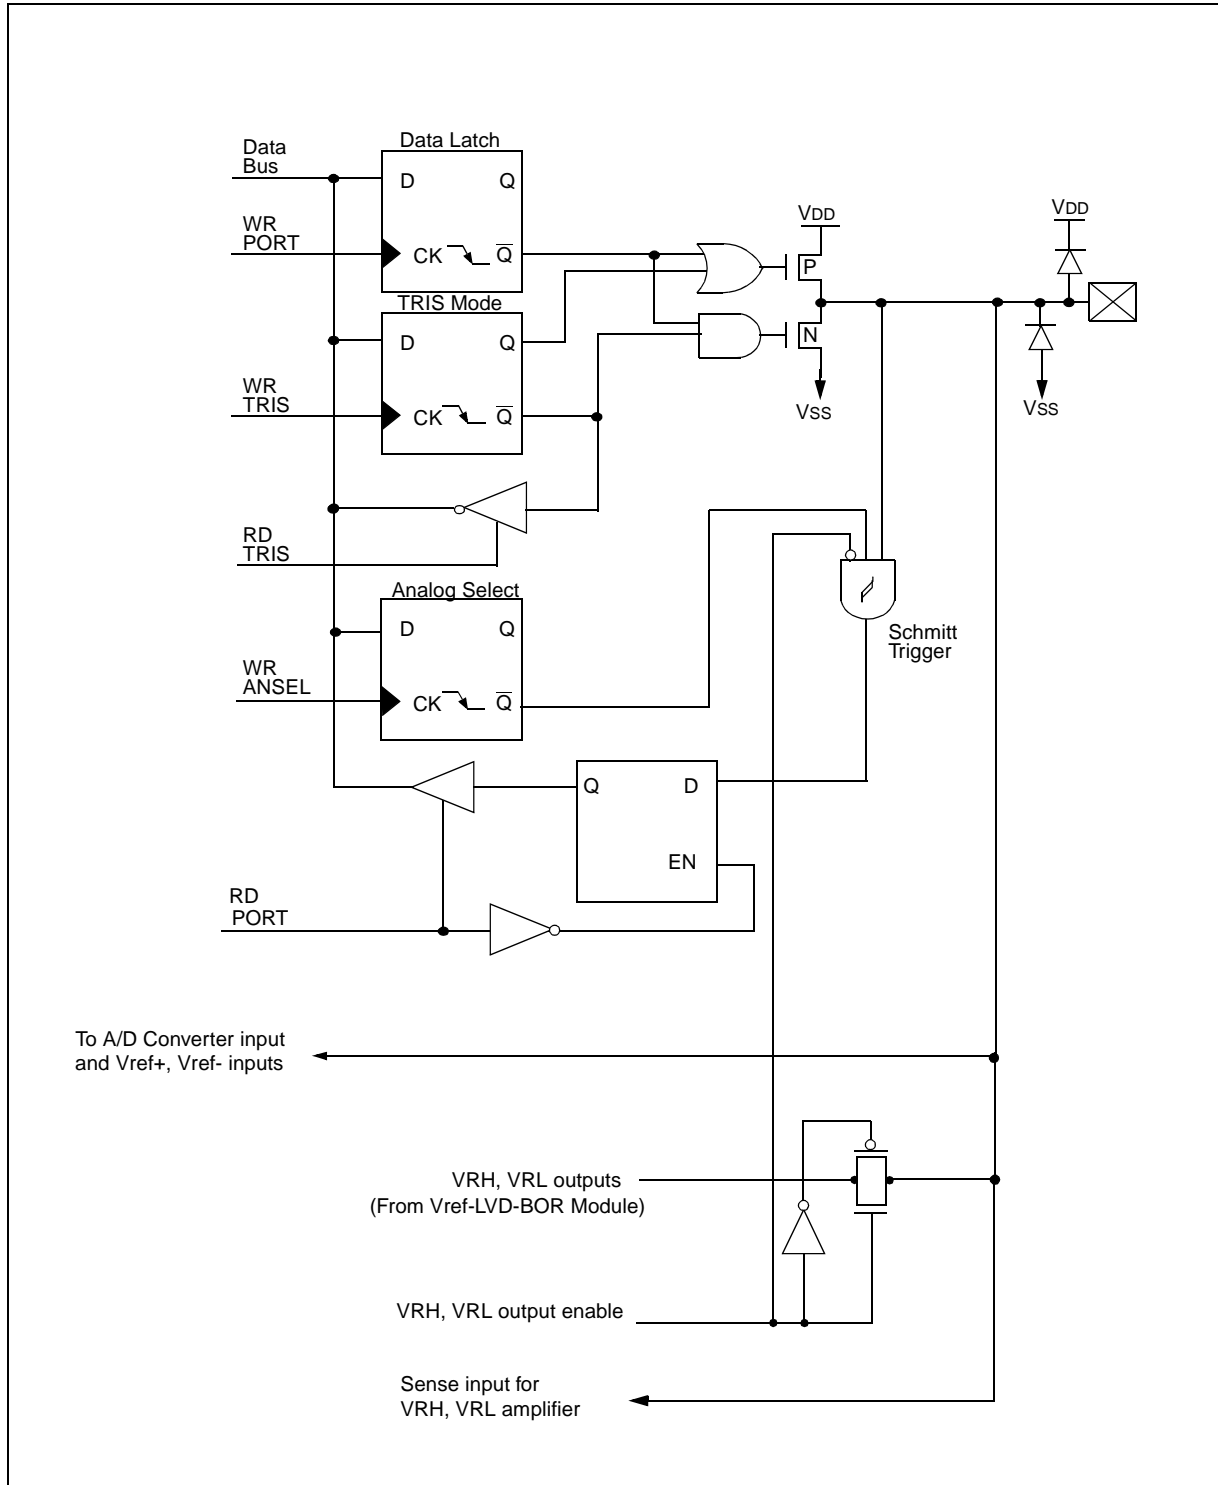 Data Latch
Data
Bus
D
Q
WR
PORT
CK
Q
VDD
P
VDD
TRIS Mode
D
Q
N
WR
TRIS
CK
Q
VSS
VSS
RD
TRIS
Analog Select
D
Q
Schmitt
Trigger
WR
ANSEL
CK
Q
Q
D
EN
RD
PORT
To A/D Converter input
and Vref+, Vref- inputs
VRH, VRL outputs
(From Vref-LVD-BOR Module)
VRH, VRL output enable
Sense input for
VRH, VRL amplifier